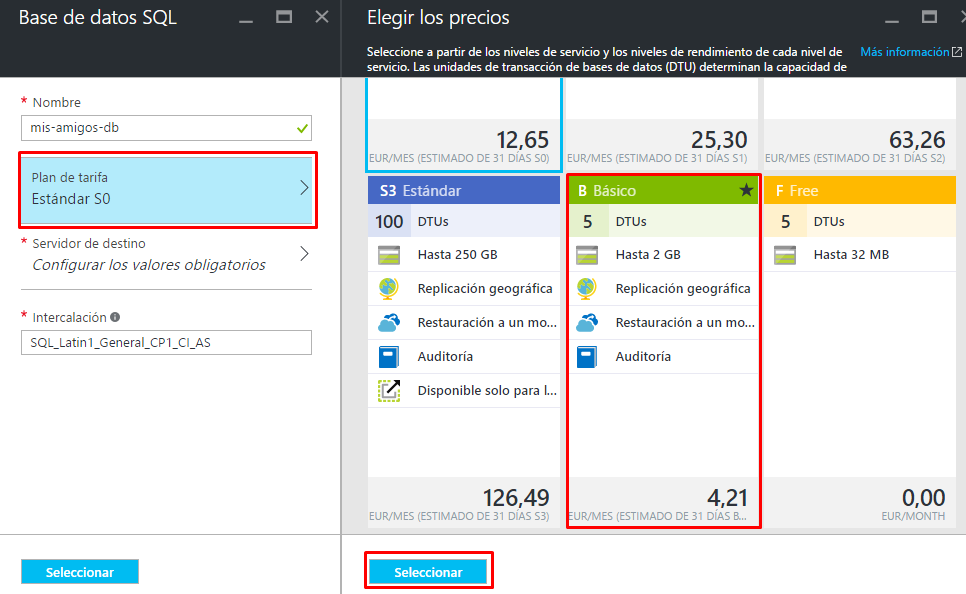 Base de datos SQL
* Nombre
mis-amigos-db
Plan de tarifa
Estándar S0
* Servidor de destino
Configurar los valores obligatorios
* Intercalación
SQL_Latin1_General_CP1_CI_AS
Seleccionar
Elegir los precios
Seleccione a partir de los niveles de servicio y los niveles de rendimiento de cada nivel de
servicio. Las unidades de transacción de bases de datos (DTU) determinan la capacidad de
Más información
12,65
EUR/MES (ESTIMADO DE 31 DÍAS S0)
25,30
EUR/MES (ESTIMADO DE 31 DÍAS S1)
63,26
EUR/MES (ESTIMADO DE 31 DÍAS S2)
S3 Estándar
100 DTUs
Hasta 250 GB
Replicación geográfica
Restauración a un mo...
Auditoría
Disponible solo para l...
126,49
EUR/MES (ESTIMADO DE 31 DÍAS S3)
B Básico
5 DTUs
Hasta 2 GB
Replicación geográfica
Restauración a un mo...
Auditoría
4,21
EUR/MES (ESTIMADO DE 31 DÍAS B...
F Free
5 DTUs
Hasta 32 MB
0,00
EUR/MONTH
Seleccionar